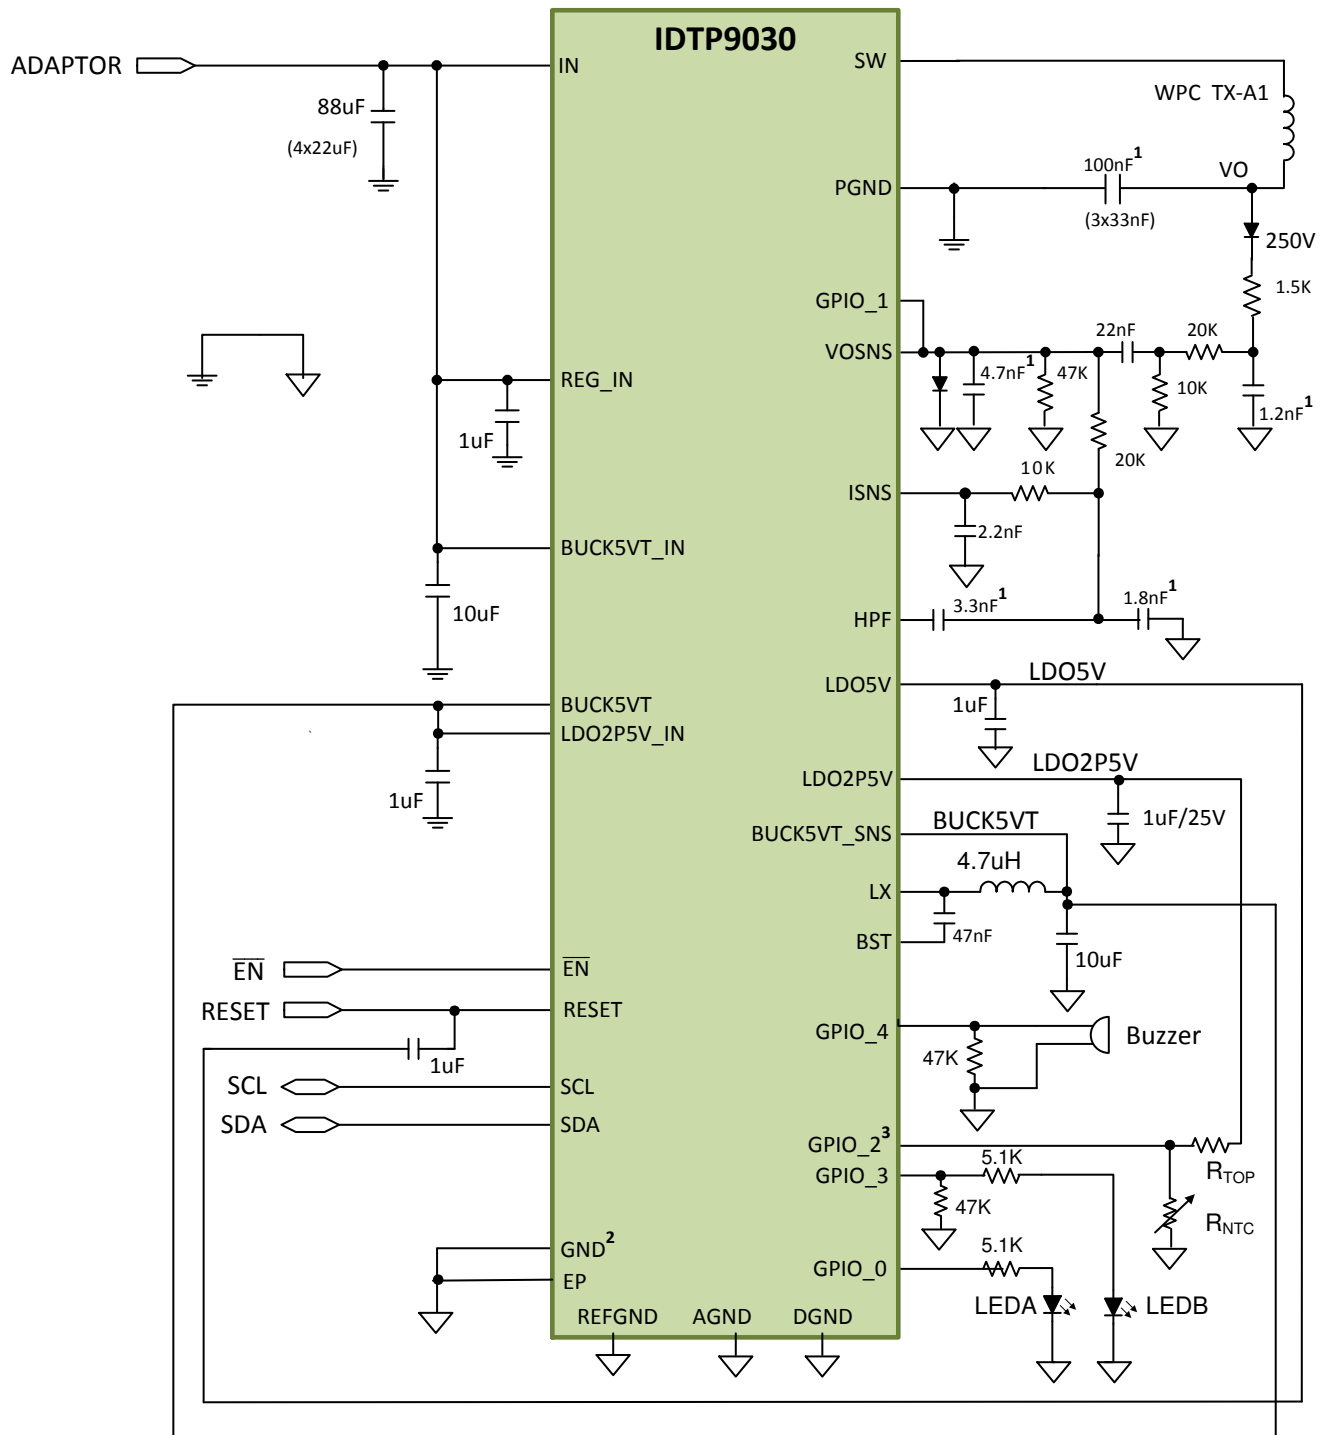 IDTP9030
ADAPTOR
IN
SW
WPC TX-A1
88uF
(4x22uF)
100nF1
VO
PGND
(3x33nF)
250V
1.5K
GPIO_1
22nF
20K
VOSNS
4.7nF1
47K
10K
1.2nF1
REG_IN
1uF
20K
10K
ISNS
2.2nF
BUCK5VT_IN
10uF
3.3nF1
1.8nF1
HPF
LDO5V
LDO5V
1uF
BUCK5VT
LDO2P5V_IN
1uF
LDO2P5V
LDO2P5V
1uF/25V
BUCK5VT_SNS
BUCK5VT
4.7uH
LX
47nF
BST
10uF
EN
EN
RESET
RESET
1uF
GPIO_4
47K
Buzzer
SCL
SCL
SDA
SDA
GPIO_23
RTOP
GPIO_3
5.1K
47K
RNTC
GND2
EP
GPIO_0
5.1K
LEDA
LEDB
REFGND
AGND
DGND